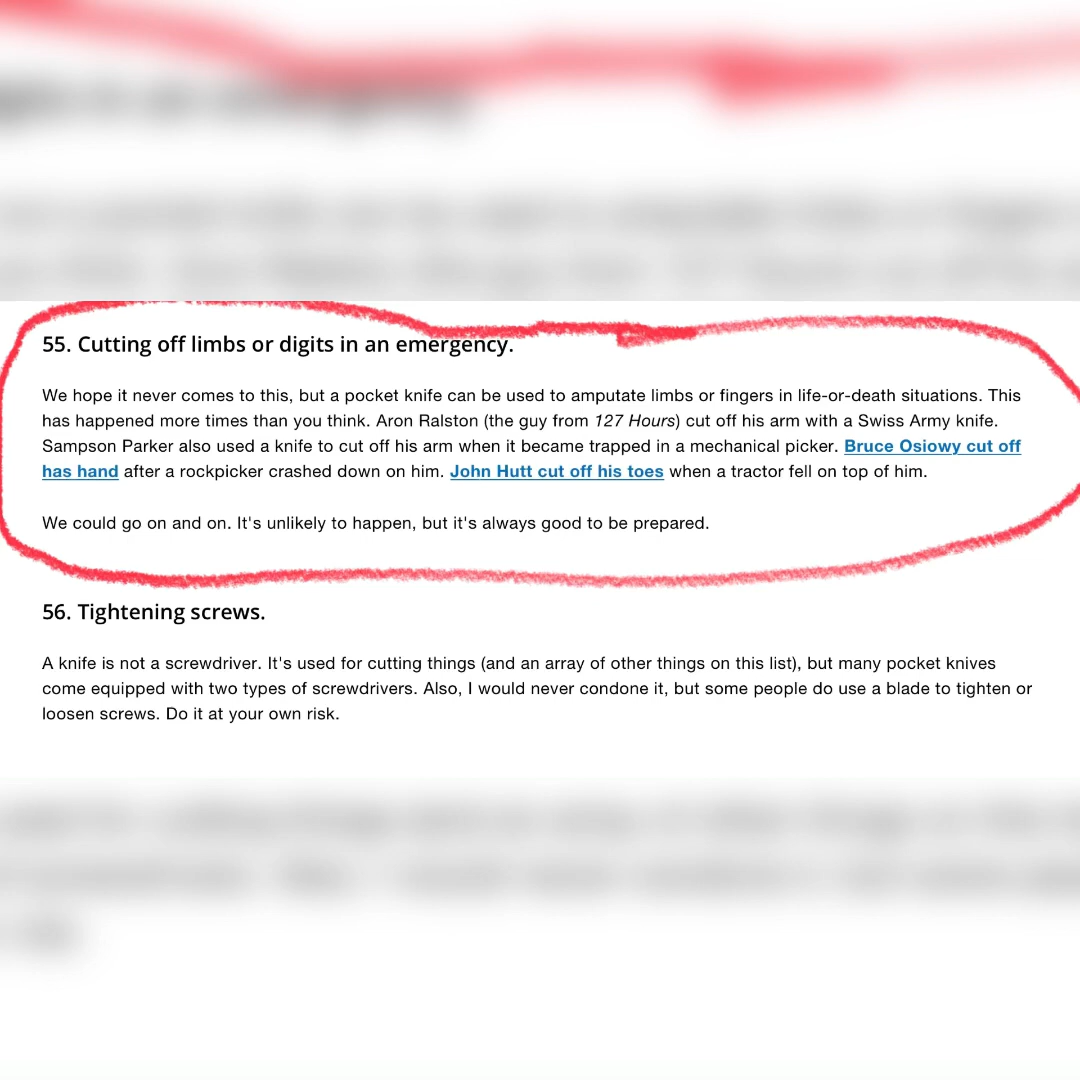 55. Cutting off limbs or digits in an emergency.
We hope it never comes to this, but a pocket knife can be used to amputate limbs or fingers in life-or-death situations. This
has happened more times than you think. Aron Ralston (the guy from 127 Hours) cut off his arm with a Swiss Army knife.
Sampson Parker also used a knife to cut off his arm when it became trapped in a mechanical picker. Bruce Osiowy cut off
has hand after a rockpicker crashed down on him. John Hutt cut off his toes when a tractor fell on top of him.
We could go on and on. It's unlikely to happen, but it's always good to be prepared.
56. Tightening screws.
A knife is not a screwdriver. It's used for cutting things (and an array of other things on this list), but many pocket knives
come equipped with two types of screwdrivers. Also, I would never condone it, but some people do use a blade to tighten or
loosen screws. Do it at your own risk.